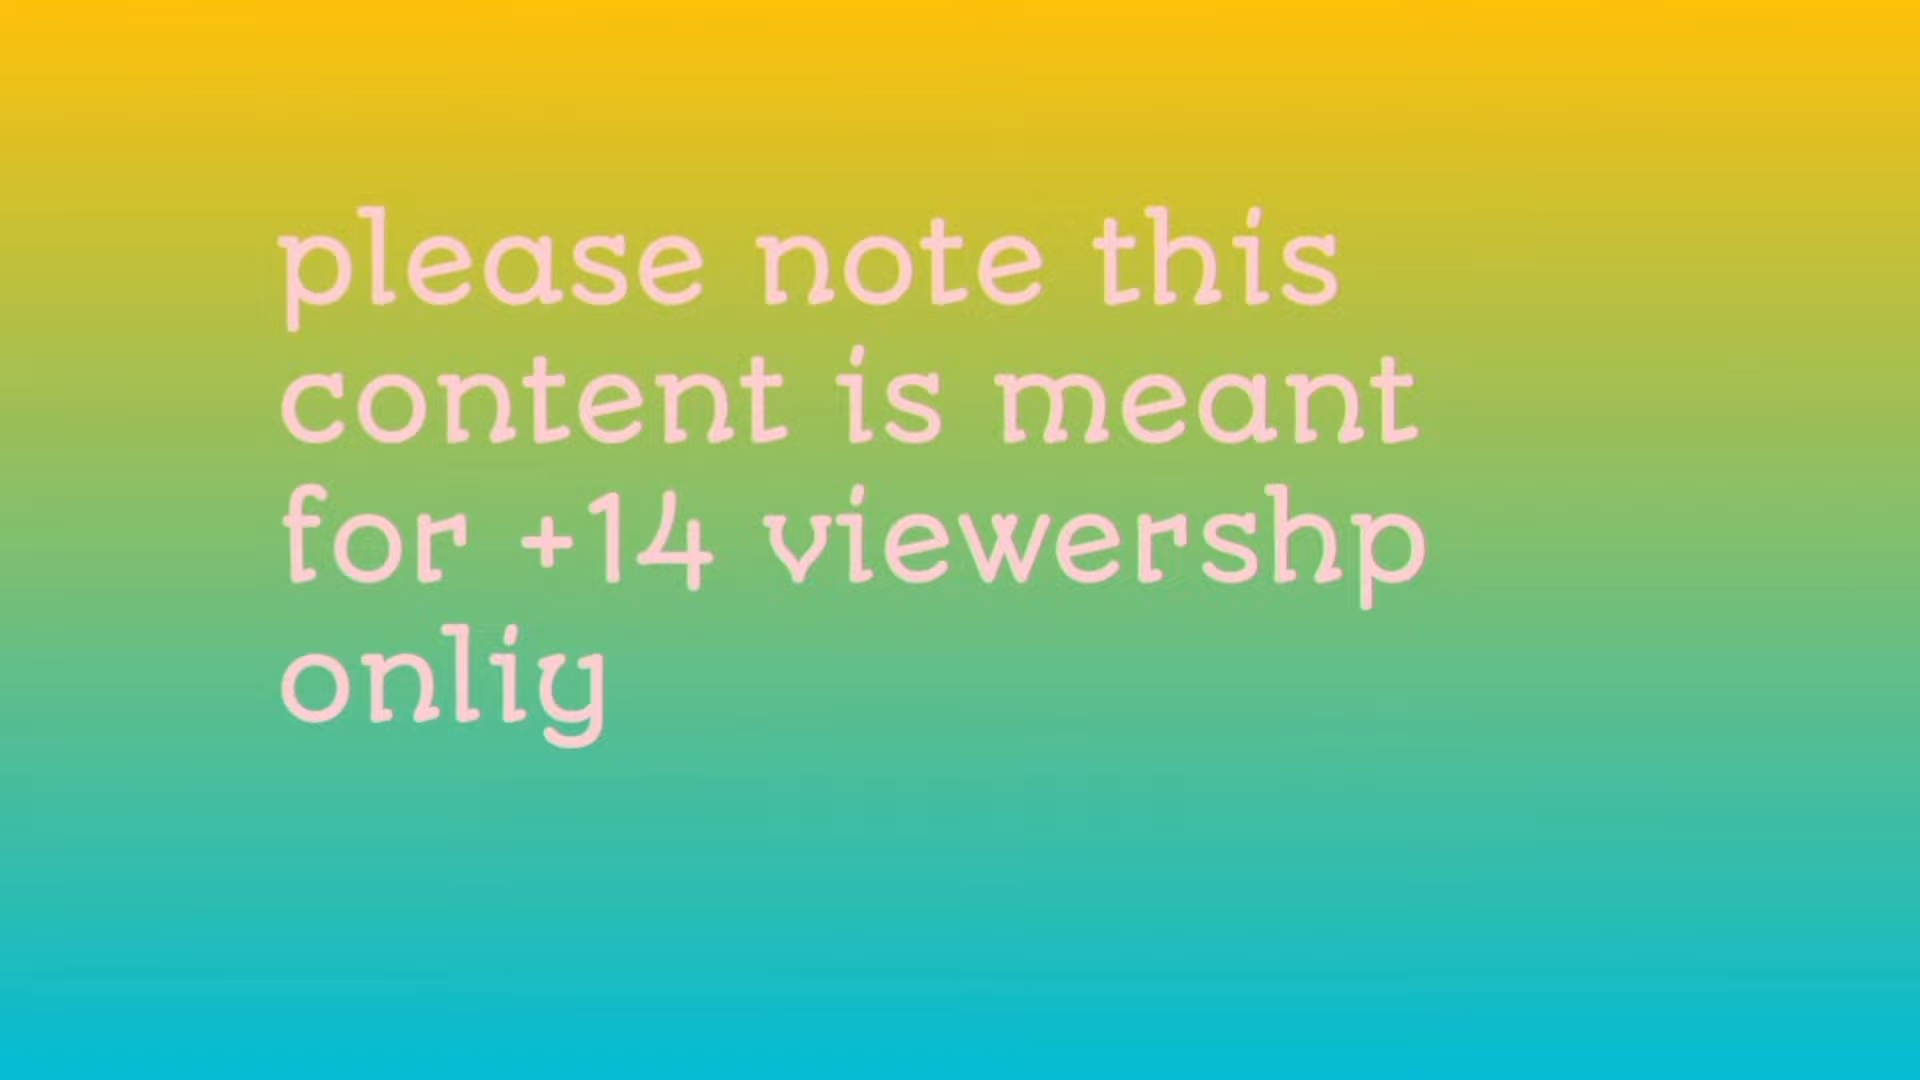 please note this
content is meant
for +14 viewershp
onliy